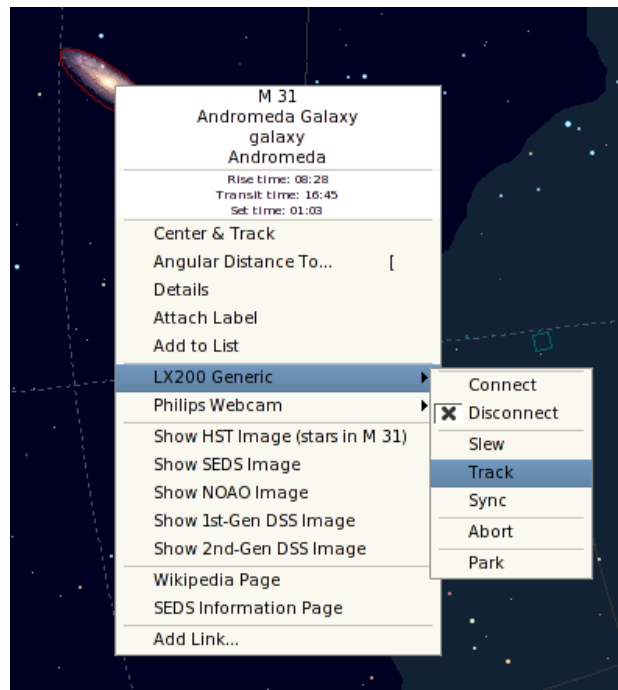 M 31
Andromeda Galaxy
galaxy
Andromeda
Rise time: 08:28
Transit time: 16:45
Set time: 01:03
Center & Track
Angular Distance To... [
Details
Attach Label
Add to List
LX200 Generic
Philips Webcam
Show HST Image (stars in M 31)
Show SEDS Image
Show NOAO Image
Show 1st-Gen DSS Image
Show 2nd-Gen DSS Image
Wikipedia Page
SEDS Information Page
Add Link...
Connect
Disconnect
Slew
Track
Sync
Abort
Park